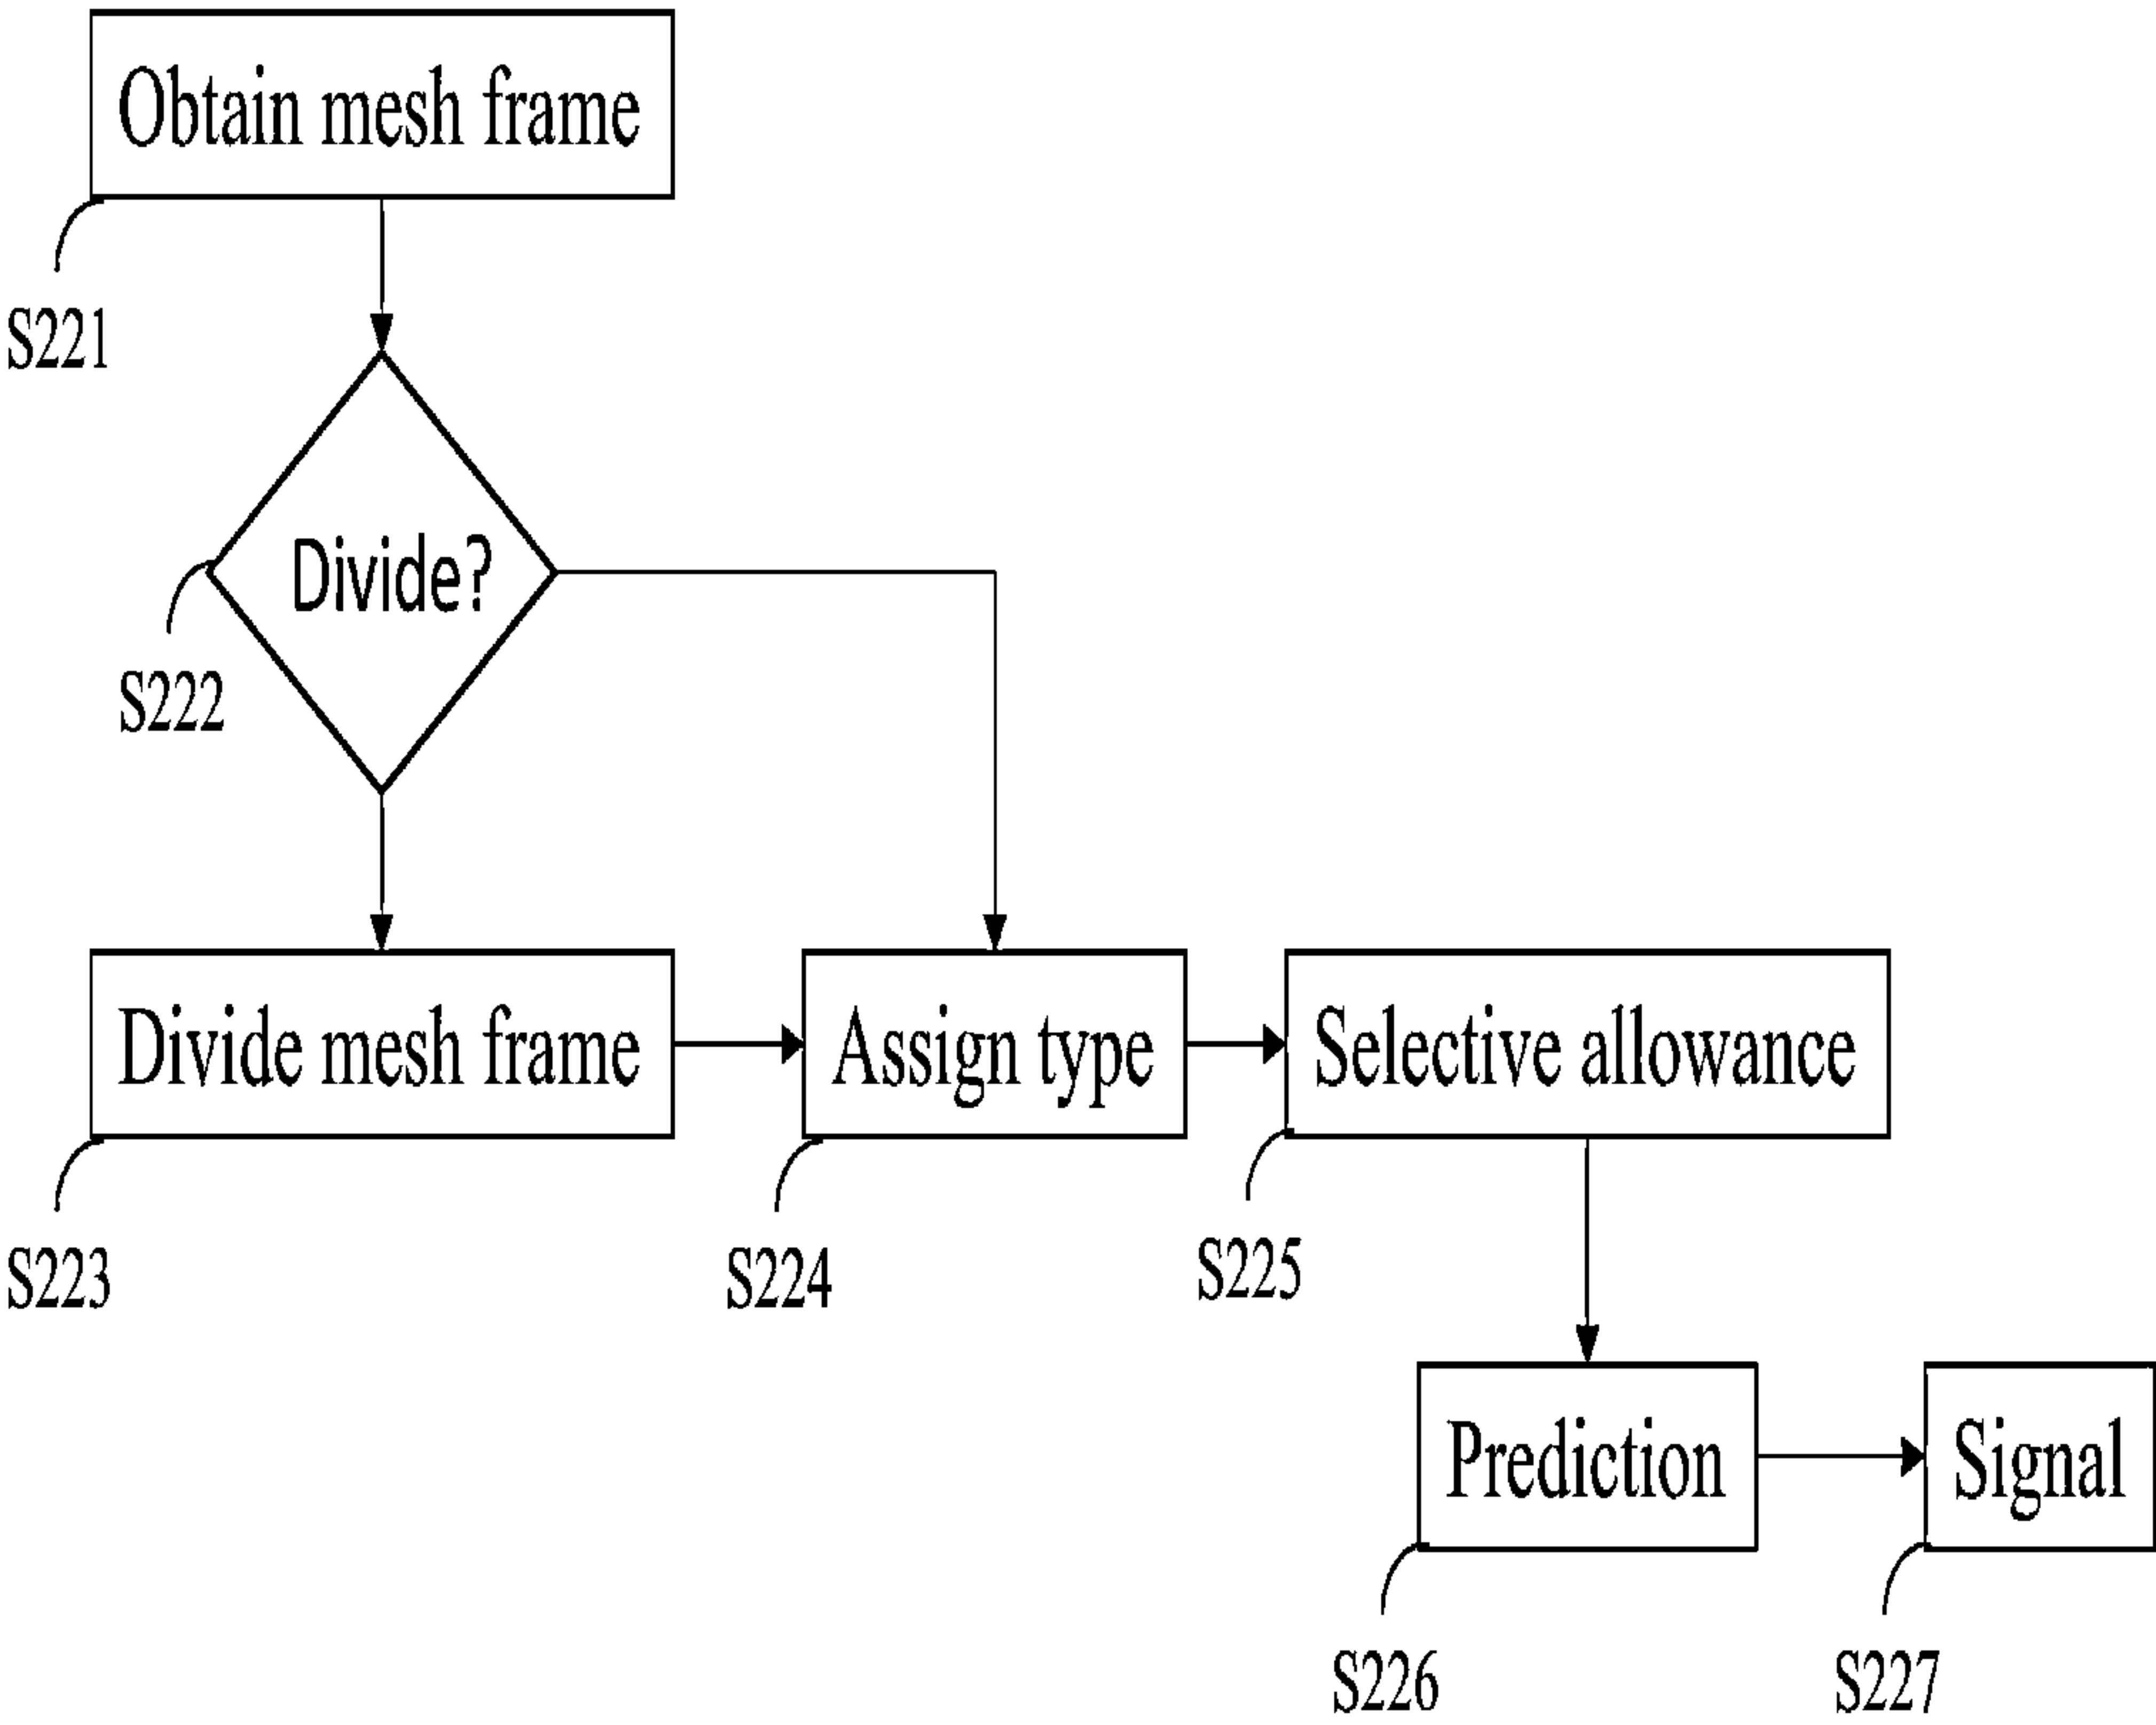 Obtain mesh frame
S221
Divide?
S222
Divide mesh frame
Assign type
Selective allowance
S223
S224
S225
Prediction
Signal
S226
S227